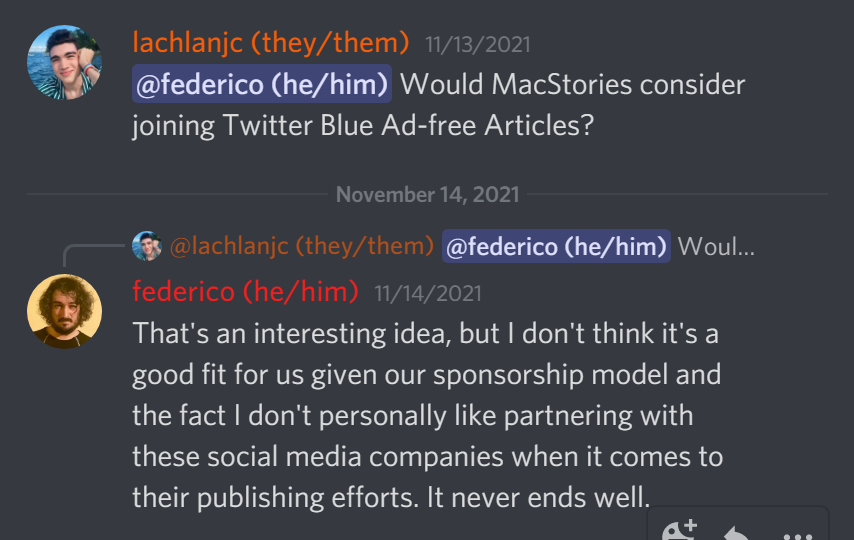 lachlanjc (they/them) 11/13/2021
@federico (he/him) Would MacStories consider
joining Twitter Blue Ad-free Articles?
November 14, 2021
@lachlanjc (they/them) @federico (he/him) Woul...
federico (he/him) 11/14/2021
That's an interesting idea, but I don't think it's a
good fit for us given our sponsorship model and
the fact I don't personally like partnering with
these social media companies when it comes to
their publishing efforts. It never ends well.